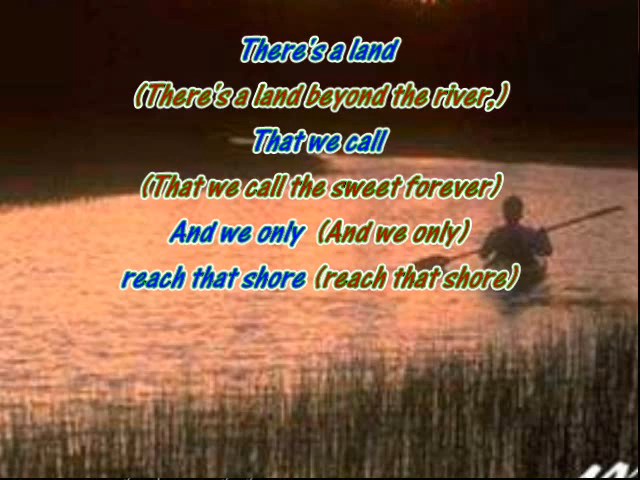 There's a land
(There's a land beyond the river,)
That we call
(That we call the sweet forever)
And we only (And we only)
reach that shore (reach that shore)